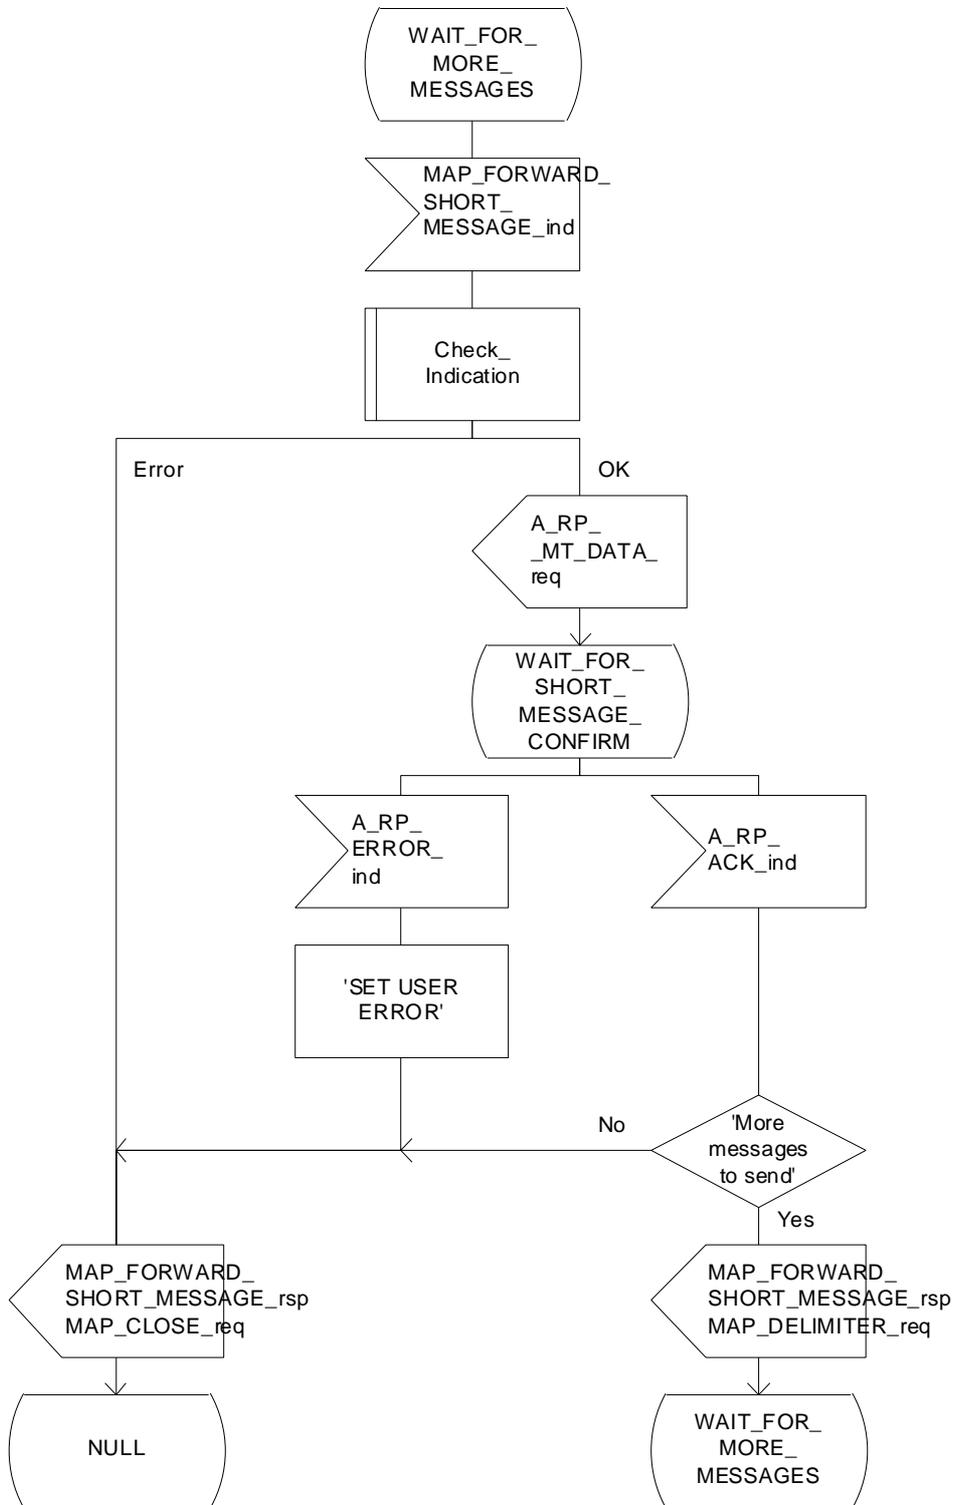 WAIT_FOR_
MORE_
MESSAGES
MAP_FORWARD_
SHORT_
MESSAGE_ind
Check_
Indication
Error
OK
A_RP_
_MT_DATA_
req
WAIT_FOR_
SHORT_
MESSAGE_
CONFIRM
A_RP_
ERROR_
ind
A_RP_
ACK_ind
'SET USER
ERROR'
No
'More
messages
to send'
Yes
MAP_FORWARD_
SHORT_MESSAGE_rsp
MAP_CLOSE_req
MAP_FORWARD_
SHORT_MESSAGE_rsp
MAP_DELIMITER_req
NULL
WAIT_FOR_
MORE_
MESSAGES